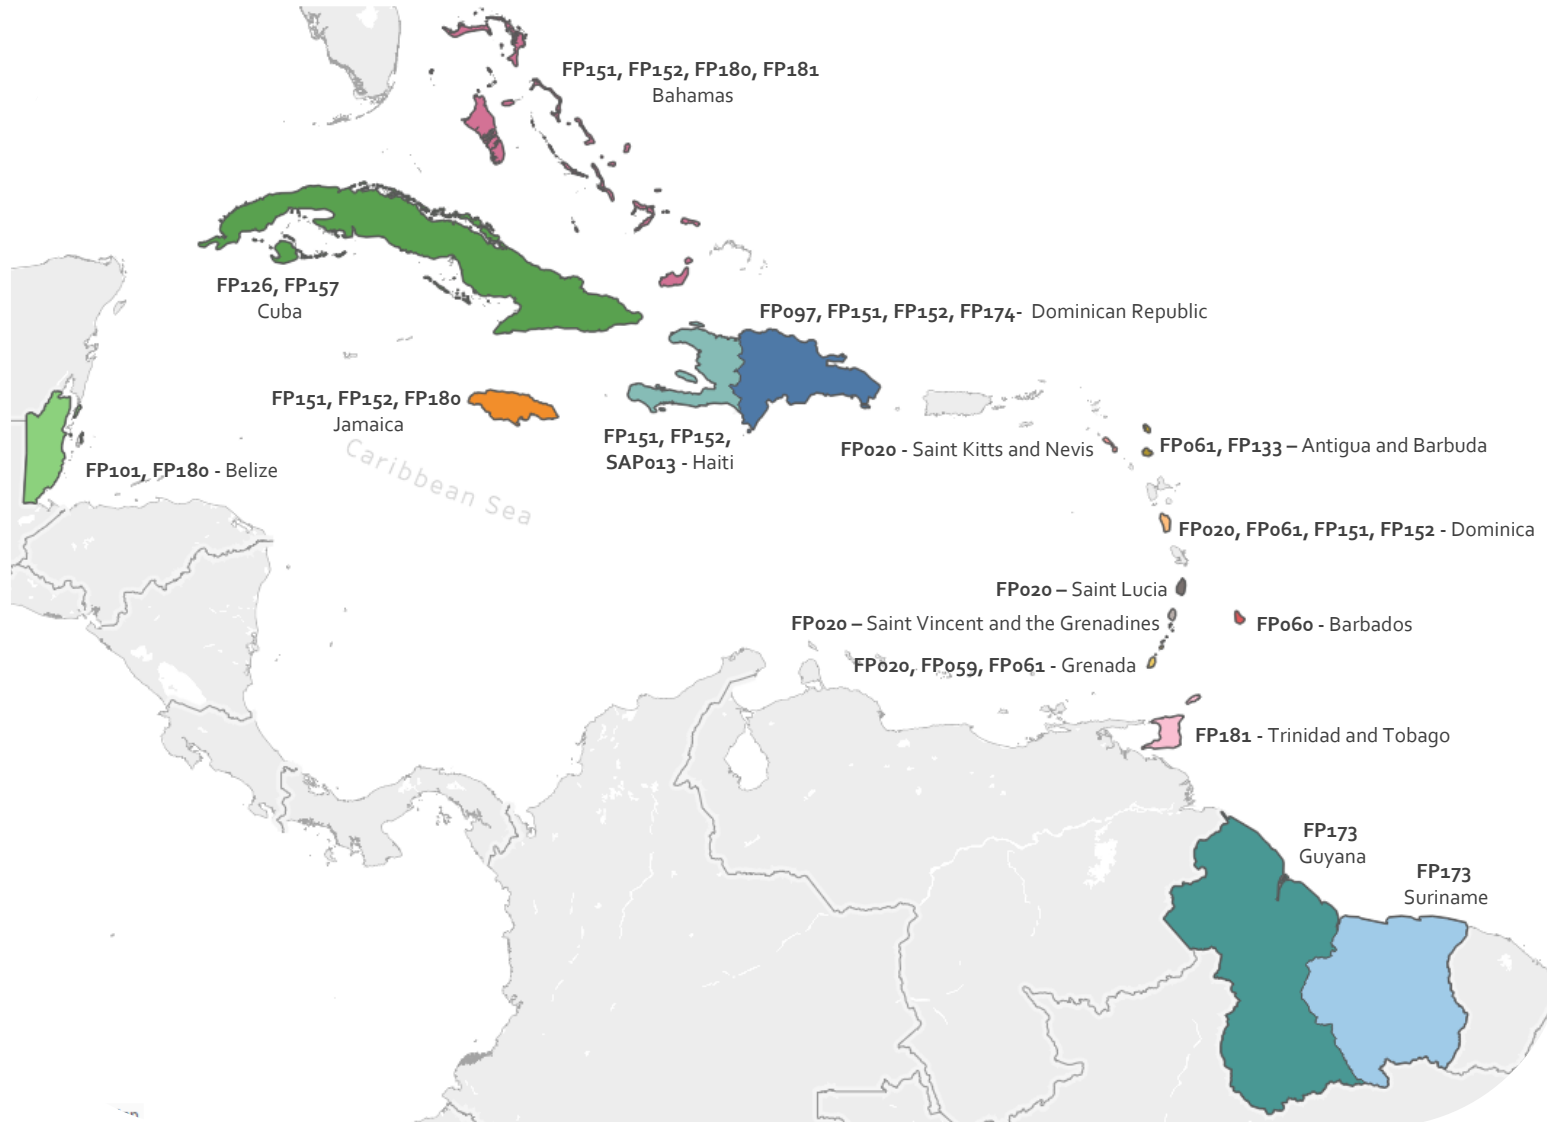 FP151, FP152, FP180, FP181
Bahamas
FP126, FP157
Cuba
FP097, FP151, FP152, FP174- Dominican Republic
FP151, FP152, FP180
Jamaica
FP151, FP152,
SAP013 - Haiti
FP020 - Saint Kitts and Nevis
FP061, FP133 – Antigua and Barbuda
FP101, FP180 - Belize
Caribbean Sea
FP020, FP061, FP151, FP152 - Dominica
FP020 – Saint Lucia
FP020 – Saint Vincent and the Grenadines
FP060 - Barbados
FP020, FP059, FP061 - Grenada
FP181 - Trinidad and Tobago
FP173
Guyana
FP173
Suriname